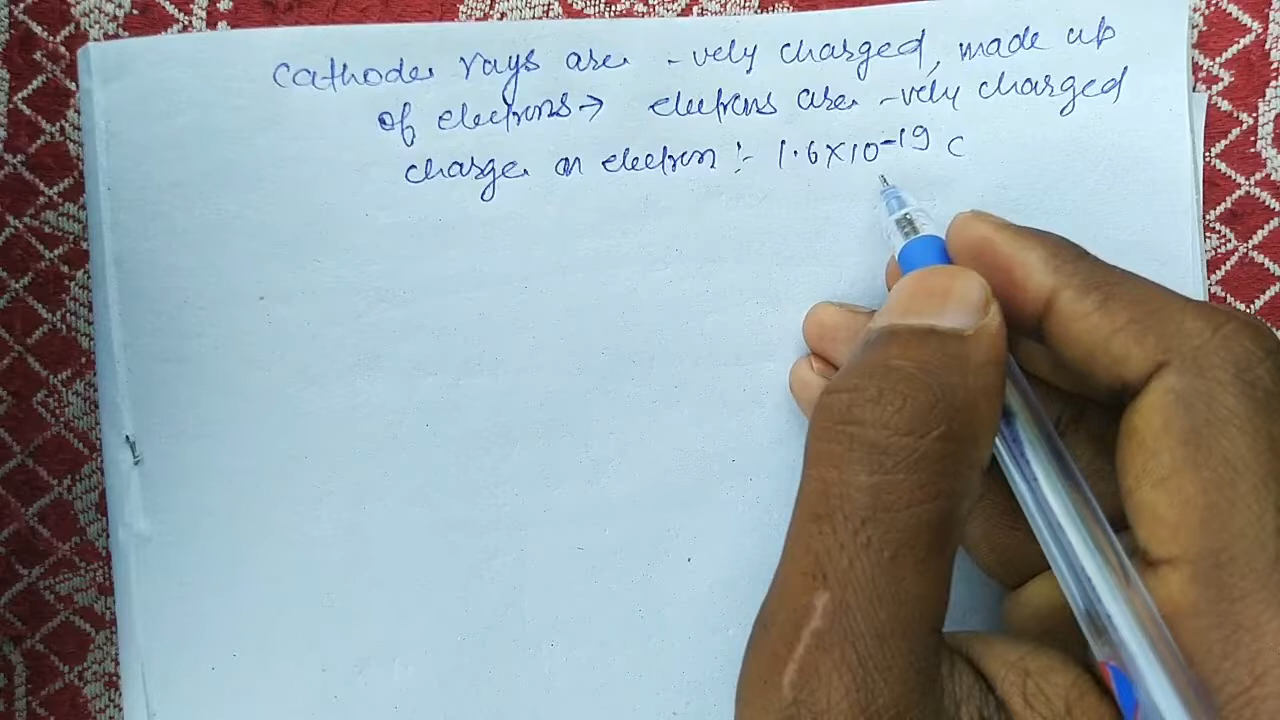 Cathode rays are -vely charged, made up
of electrons → electrons are -vely charged
charge on electron :- 1.6×10⁻¹⁹ C